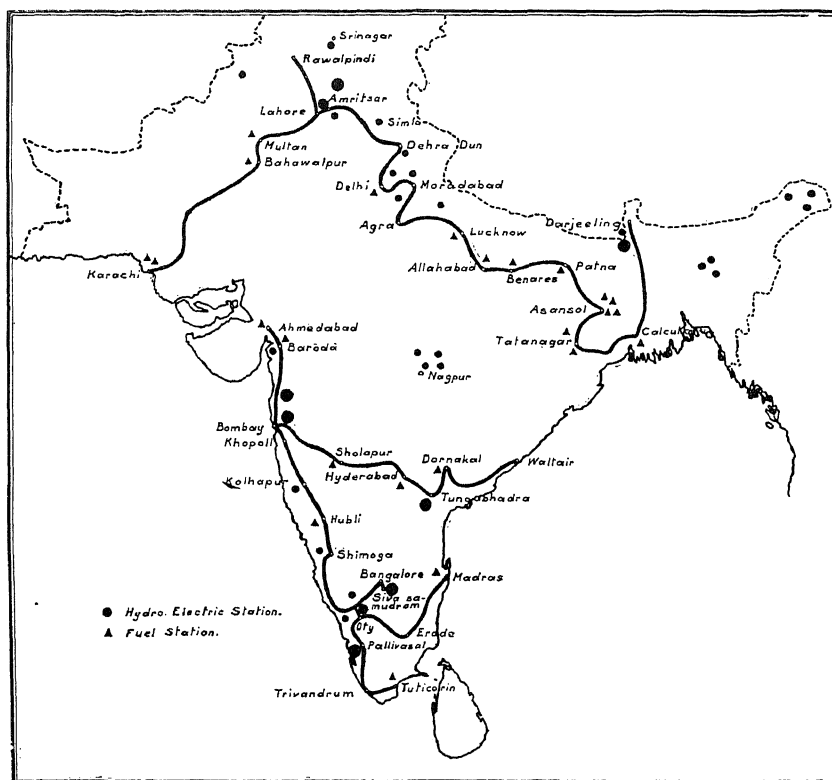 Srinagar
Rawalpindi
Amritsar
Lahore
Simla
Multan
Dehra Dun
Bahawalpur
Delhi
Moradabad
Agra
Lucknow
Darjeeling
Karachi
Allahabad
Benares
Patna
Asansol
Ahmedabad
Baroda
Tatanagar
Calcutta
Nagpur
Bombay
Khopoli
Sholapur
Dornakal
Waltair
Hyderabad
Kolhapur
Tungabhadra
Hubli
Shimoga
Bangalore
Madras
Siva sa-
mudram
Hydro. Electric Station.
Oty
Erode
Fuel Station.
Pallivasal
Trivandrum
Tuticorin